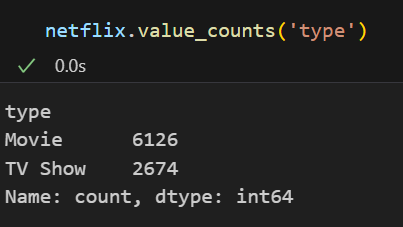 netflix.value_counts('type')
0.0s
type
Movie 6126
TV Show 2674
Name: count, dtype: int64